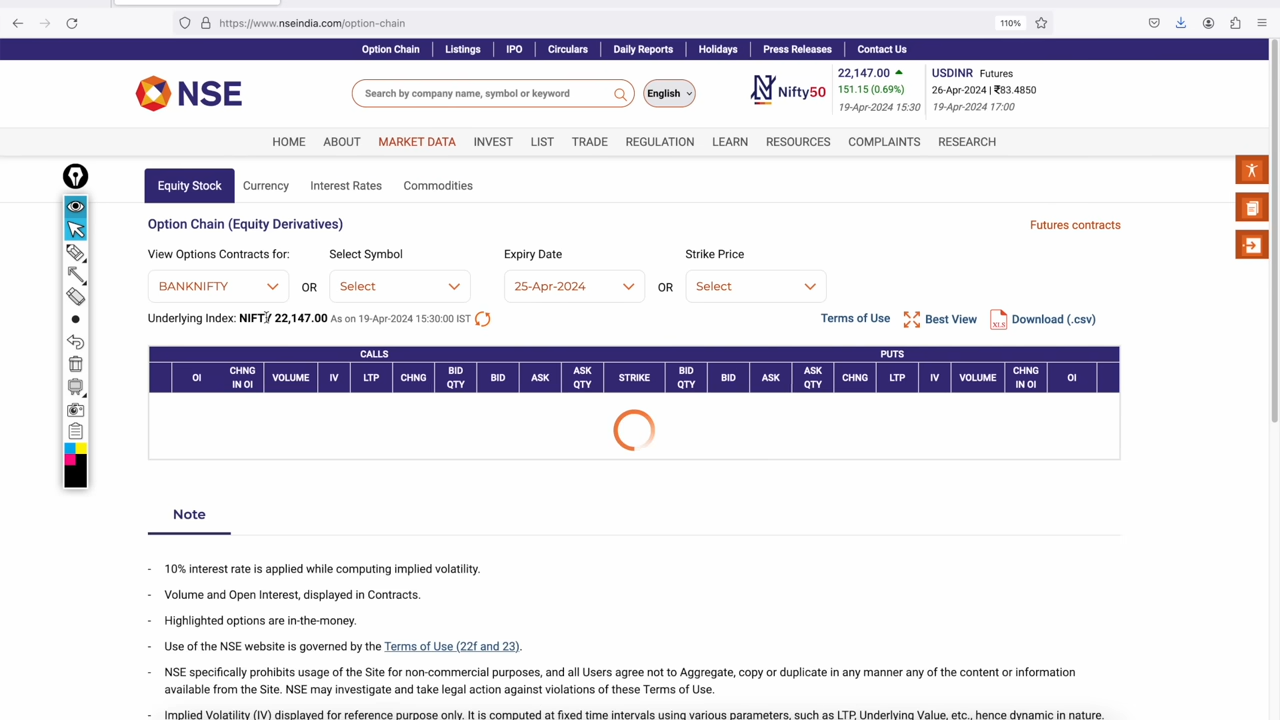 https://www.nseindia.com/option-chain
110%
Option Chain
Listings
IPO
Circulars
Daily Reports
Holidays
Press Releases
Contact Us
NSE
Search by company name, symbol or keyword
English
Nifty50
22,147.00
151.15 (0.69%)
19-Apr-2024 15:30
USDINR Futures
26-Apr-2024 | ₹83.4850
19-Apr-2024 17:00
HOME
ABOUT
MARKET DATA
INVEST
LIST
TRADE
REGULATION
LEARN
RESOURCES
COMPLAINTS
RESEARCH
Equity Stock
Currency
Interest Rates
Commodities
Option Chain (Equity Derivatives)
Futures contracts
View Options Contracts for:
Select Symbol
Expiry Date
Strike Price
BANKNIFTY
OR
Select
25-Apr-2024
OR
Select
Underlying Index: NIFTY 22,147.00 As on 19-Apr-2024 15:30:00 IST
Terms of Use
Best View
XLS
Download (.csv)
CALLS
PUTS
OI
CHNG IN OI
VOLUME
IV
LTP
CHNG
BID QTY
BID
ASK
ASK QTY
STRIKE
BID QTY
BID
ASK
ASK QTY
CHNG
LTP
IV
VOLUME
CHNG IN OI
OI
Note
- 10% interest rate is applied while computing implied volatility.
- Volume and Open Interest, displayed in Contracts.
- Highlighted options are in-the-money.
- Use of the NSE website is governed by the Terms of Use (22f and 23).
- NSE specifically prohibits usage of the Site for non-commercial purposes, and all Users agree not to Aggregate, copy or duplicate in any manner any of the content or information
available from the Site. NSE may investigate and take legal action against violations of these Terms of Use.
- Implied Volatility (IV) displayed for reference purpose only. It is computed at fixed time intervals using various parameters, such as LTP, Underlying Value, etc., hence dynamic in nature.